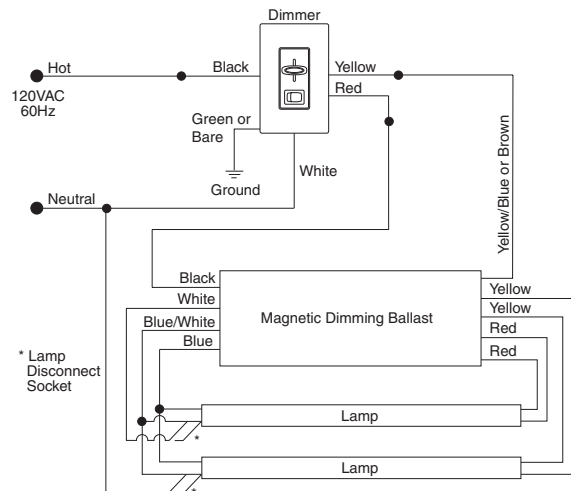 Dimmer
Hot
Black
Yellow
120VAC
60Hz
Red
Green or
Bare
Ground
White
Neutral
Yellow/Blue or Brown
Black
White
Blue/White
Blue
Magnetic Dimming Ballast
Yellow
Yellow
Red
Red
* Lamp
Disconnect
Socket
Lamp
*
Lamp
*